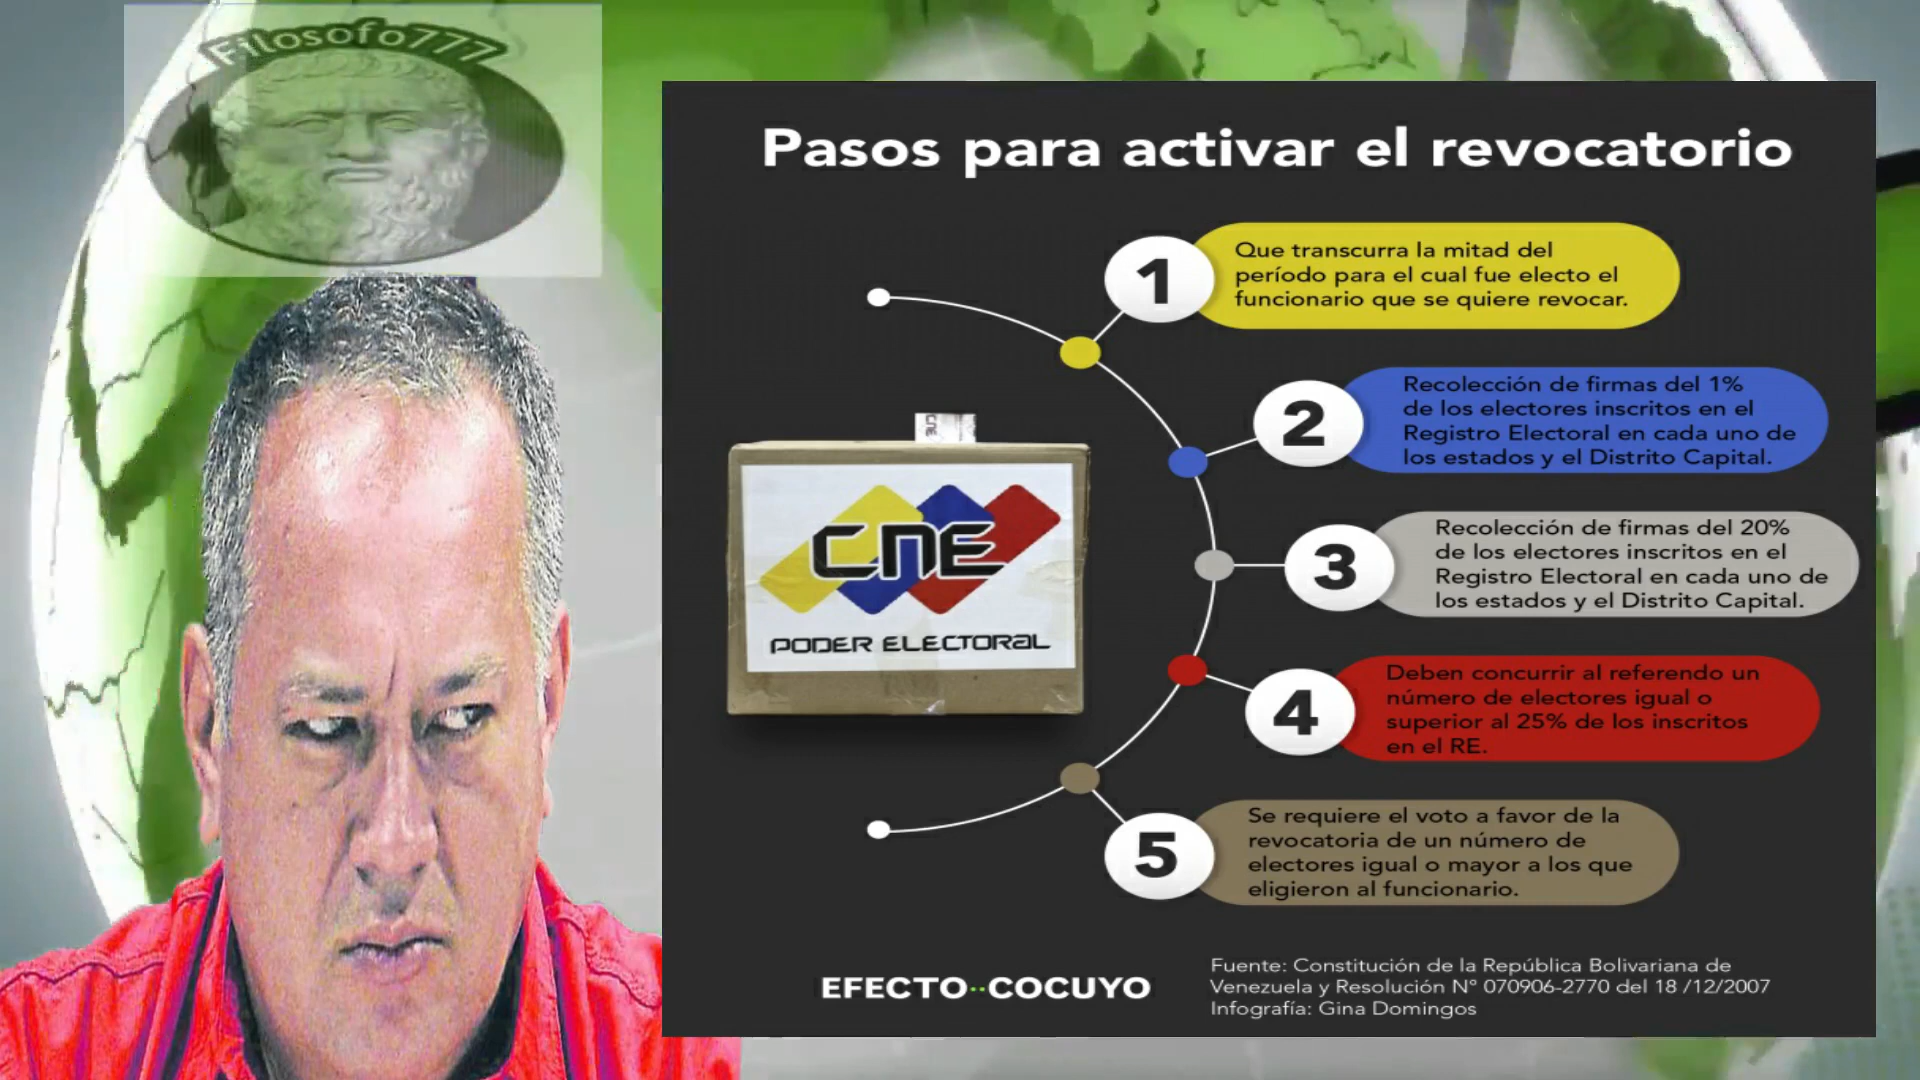 Filosofo777
Pasos para activar el revocatorio
1
Que transcurra la mitad del
período para el cual fue electo el
funcionario que se quiere revocar.
2
Recolección de firmas del 1%
de los electores inscritos en el
Registro Electoral en cada uno de
los estados y el Distrito Capital.
3
Recolección de firmas del 20%
de los electores inscritos en el
Registro Electoral en cada uno de
los estados y el Distrito Capital.
4
Deben concurrir al referendo un
número de electores igual o
superior al 25% de los inscritos
en el RE.
5
Se requiere el voto a favor de la
revocatoria de un número de
electores igual o mayor a los que
eligieron al funcionario.
CNE
CNE
PODER ELECTORAL
EFECTO··COCUYO
Fuente: Constitución de la República Bolivariana de
Venezuela y Resolución N° 070906-2770 del 18 /12/2007
Infografía: Gina Domingos